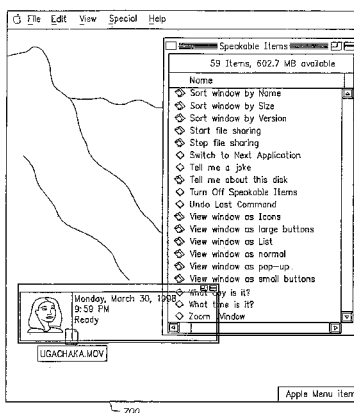 File Edit View Special Help
Speakable Items
59 Items, 602.7 MB available
Name
Sort window by Name
Sort window by Size
Sort window by Version
Start file sharing
Stop file sharing
Switch to Next Application
Tell me a joke
Tell me about this disk
Turn Off Speakable Items
Undo Last Command
View window as Icons
View window as large buttons
View window as List
View window as normal
View window as pop-up
View window as small buttons
What day is it?
What time is it?
Zoom Window
Monday, March 30, 1998
9:59 PM
Ready
UGACHAKA.MOV
Apple Menu item
700